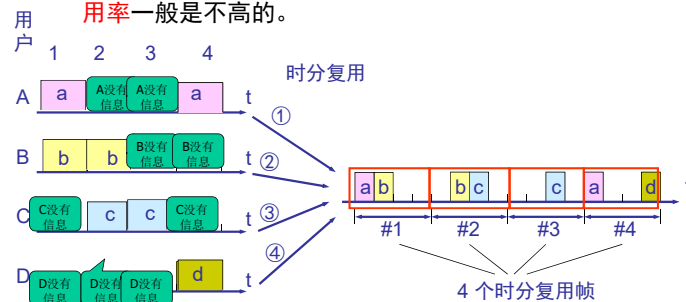 用率一般是不高的。
用
户
1 2 3 4
时分复用
A a A没有 A没有 a t
信息 信息
①
B b b B没有 B没有 t ②
信息 信息
a b b c c a d
C C没有 c c C没有 t ③
信息 信息
#1 #2 #3 #4
④
D D没有 D没有 D没有 d t
信息 信息 信息
4 个时分复用帧